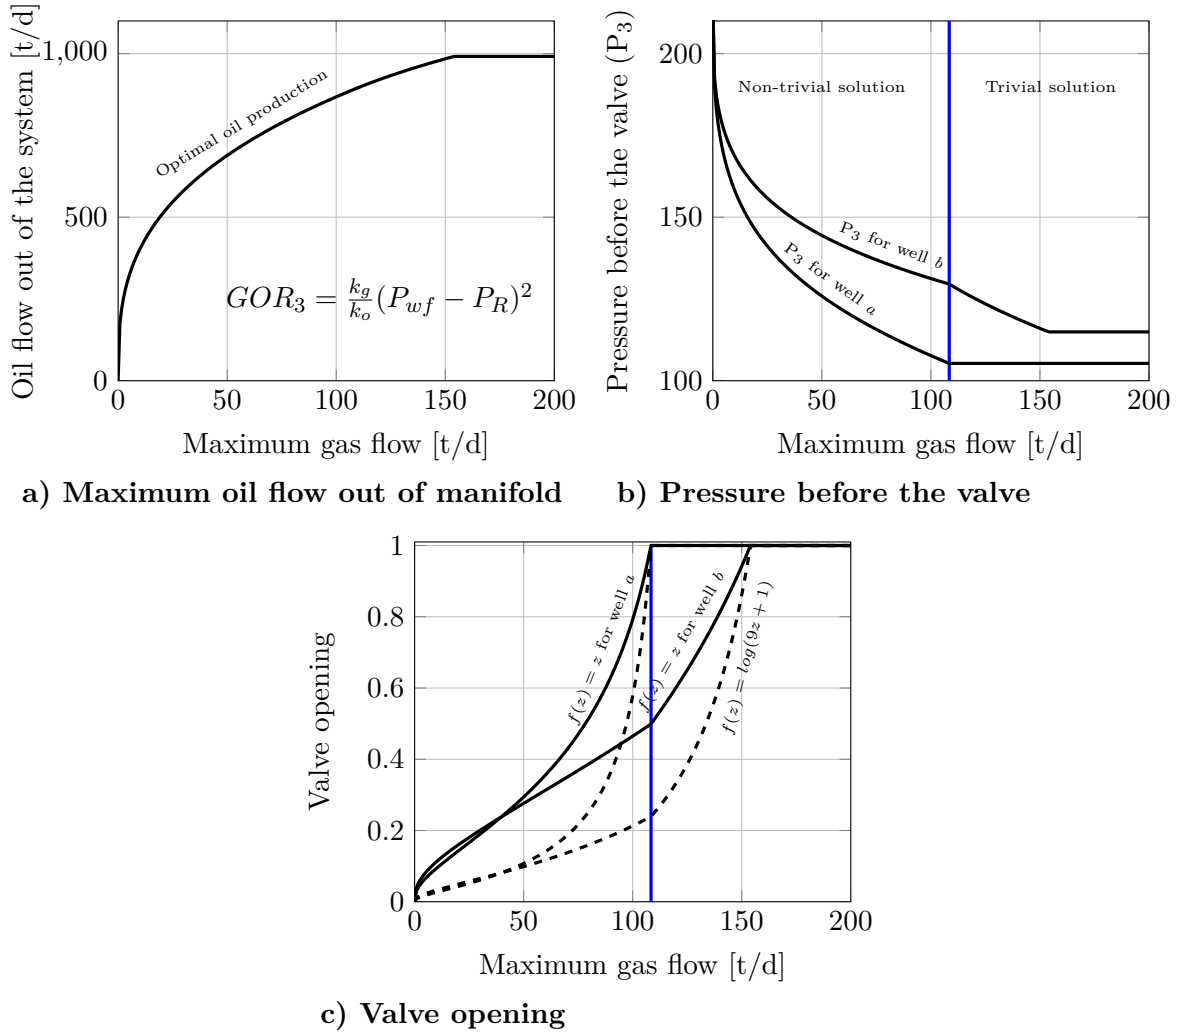 Oil flow out of the system [t/d]
1,000
500
0
Optimal oil production
GOR₃ = k_g/k_o (P_wf − P_R)²
0 50 100 150 200
Maximum gas flow [t/d]
a) Maximum oil flow out of manifold
Pressure before the valve (P₃)
200
150
100
Non-trivial solution
Trivial solution
P₃ for well b
P₃ for well a
0 50 100 150 200
Maximum gas flow [t/d]
b) Pressure before the valve
Valve opening
1
0.8
0.6
0.4
0.2
0
f(z) = z for well a
f(z) = z for well b
f(z) = log(9z + 1)
0 50 100 150 200
Maximum gas flow [t/d]
c) Valve opening